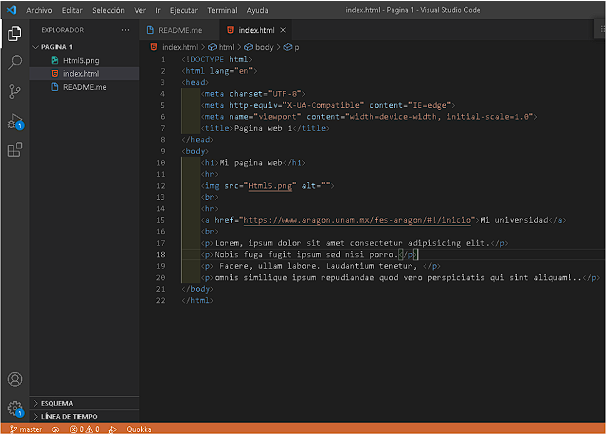 Archivo Editar Selección Ver Ir Ejecutar Terminal Ayuda index.html - Pagina 1 - Visual Studio Code
EXPLORADOR ···
PAGINA 1
Html5.png
index.html
README.me
README.me index.html
index.html > html > body > p
1 <!DOCTYPE html>
2 <html lang="en">
3 <head>
4 <meta charset="UTF-8">
5 <meta http-equiv="X-UA-Compatible" content="IE=edge">
6 <meta name="viewport" content="width=device-width, initial-scale=1.0">
7 <title>Pagina web 1</title>
8 </head>
9 <body>
10 <h1>Mi pagina web</h1>
11 <hr>
12 <img src="Html5.png" alt="">
13 <br>
14 <hr>
15 <a href="https://www.aragon.unam.mx/fes-aragon/#!/inicio">Mi universidad</a>
16 <br>
17 <p>Lorem, ipsum dolor sit amet consectetur adipisicing elit.</p>
18 <p>Nobis fuga fugit ipsum sed nisi porro.</p>
19 <p> Facere, ullam labore. Laudantium tenetur, </p>
20 <p>omnis similique ipsum repudiandae quod vero perspiciatis qui sint aliquam!..</p>
21 </body>
22 </html>
1
ESQUEMA
LÍNEA DE TIEMPO
1
master 0 0 Quokka